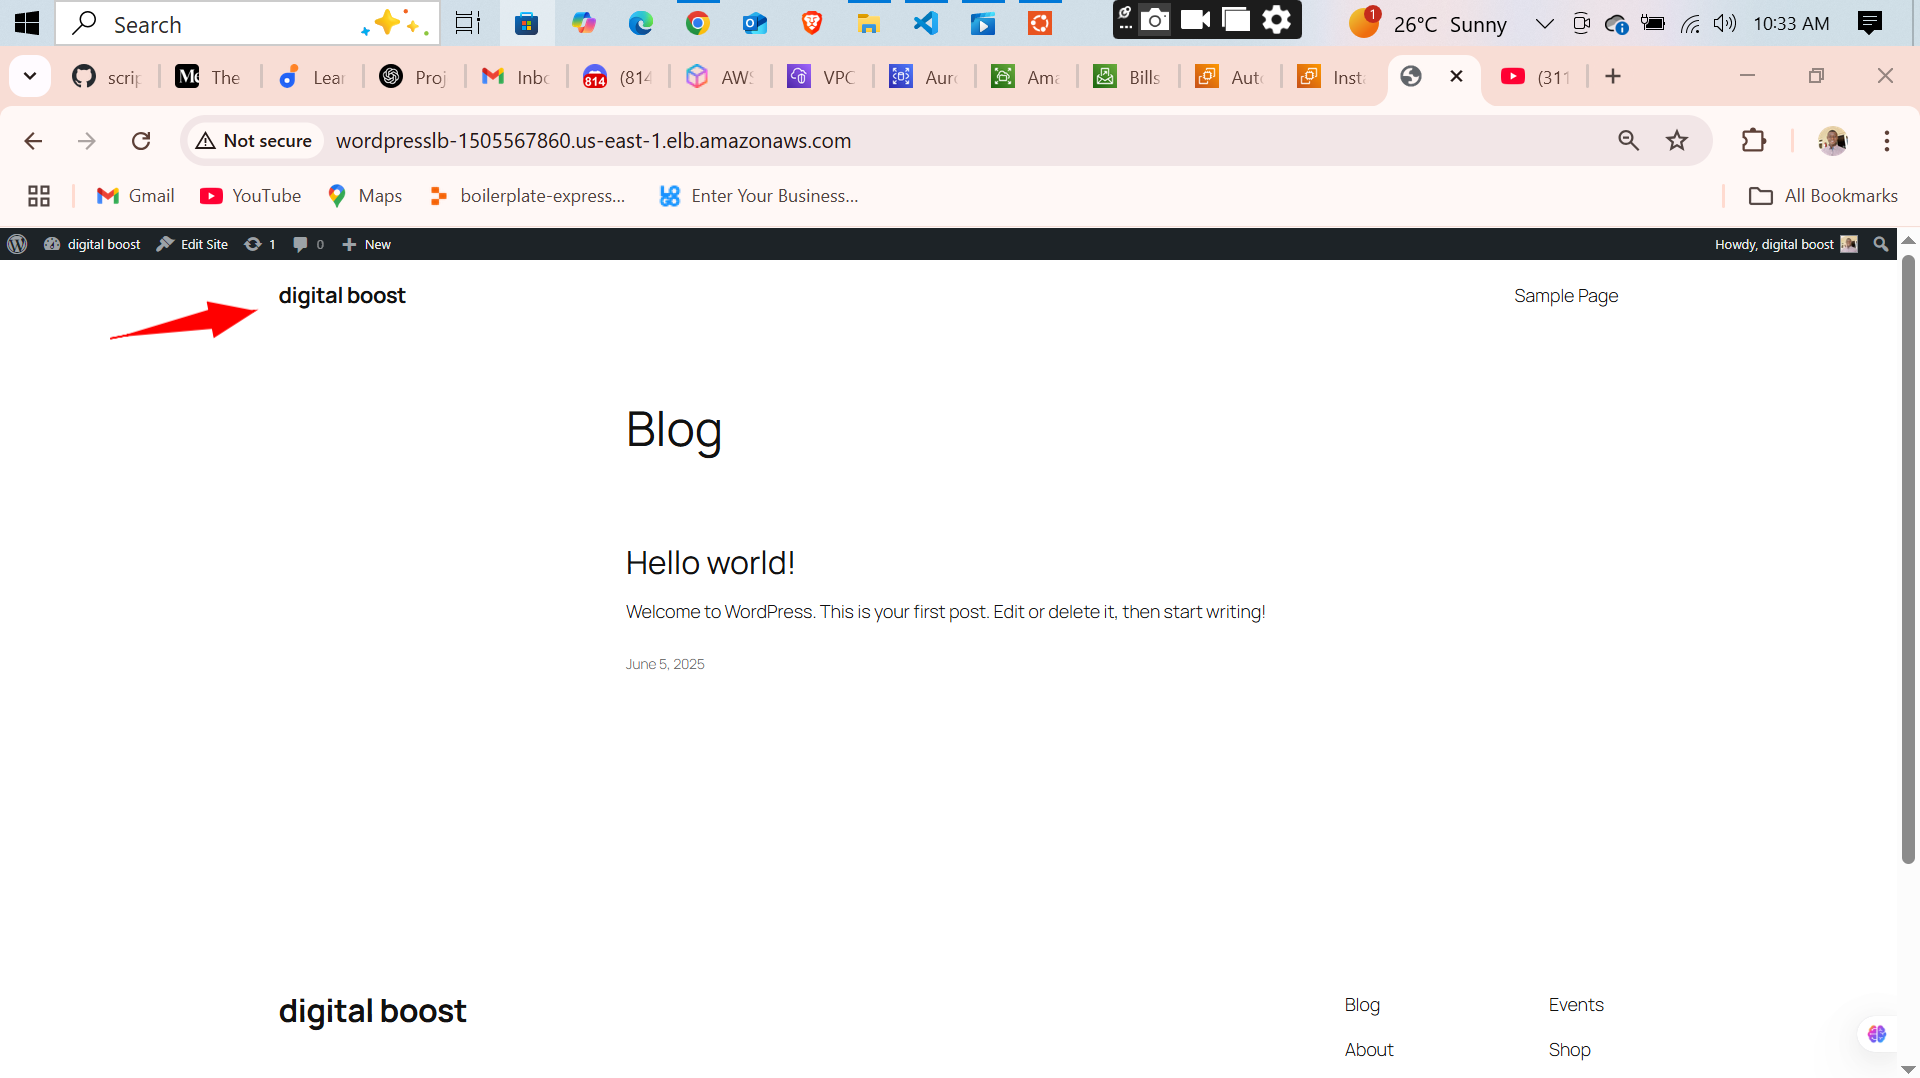 Search
1
26°C Sunny
10:33 AM
scrip
Me
The
Lear
Proj
Inbo
814
(814
AWS
VPC
Auro
Ama
Bills
Auto
Insta
(311
Not secure
wordpresslb-1505567860.us-east-1.elb.amazonaws.com
Gmail
YouTube
Maps
boilerplate-express...
Enter Your Business...
All Bookmarks
digital boost
Edit Site
1
0
New
Howdy, digital boost
digital boost
Sample Page
Blog
Hello world!
Welcome to WordPress. This is your first post. Edit or delete it, then start writing!
June 5, 2025
digital boost
Blog
Events
About
Shop